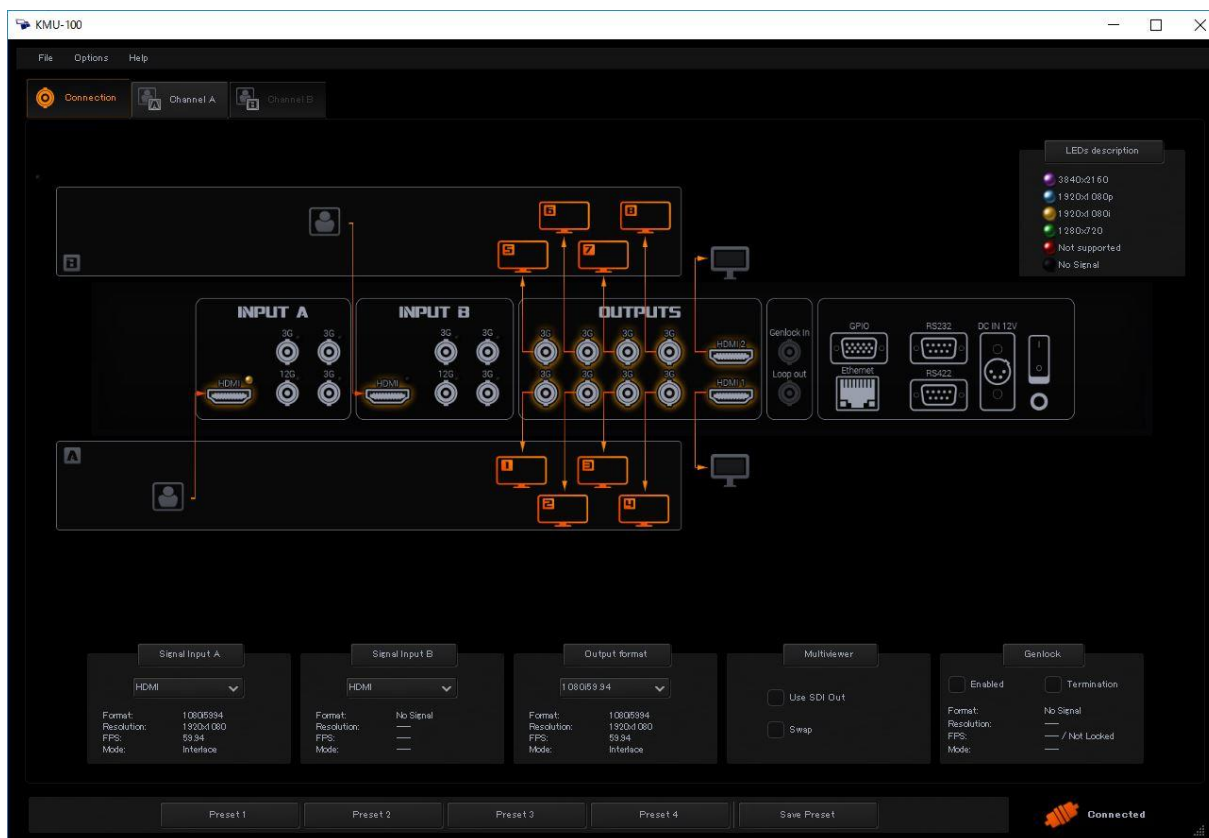 KMU-100
File Options Help
Connection Channel A Channel B
LEDs description
3840x2160
1920x1080p
1920x1080i
1280x720
Not supported
No Signal
6 8
5 7
B
INPUT A INPUT B OUTPUTS
3G 3G 3G 3G 3G 3G 3G 3G HDMI 2 Genlock In GPIO RS232 DC IN 12V
HDMI 12G 3G HDMI 12G 3G 3G 3G 3G 3G HDMI 1 Loop out Ethernet RS422
A
1 3
2 4
Signal Input A
HDMI
Format: 1080i5994
Resolution: 1920x1080
FPS: 59.94
Mode: Interlace
Signal Input B
HDMI
Format: No Signal
Resolution: —
FPS: —
Mode: —
Output format
1080i59.94
Format: 1080i5994
Resolution: 1920x1080
FPS: 59.94
Mode: Interlace
Multiviewer
Use SDI Out
Swap
Genlock
Enabled Termination
Format: No Signal
Resolution: —
FPS: — / Not Locked
Mode: —
Preset 1 Preset 2 Preset 3 Preset 4 Save Preset Connected